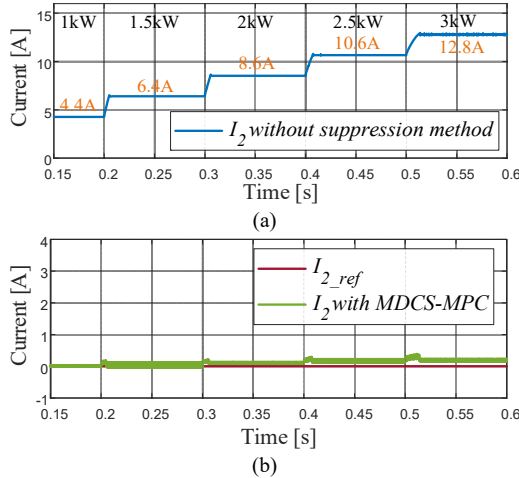 1kW 1.5kW 2kW 2.5kW 3kW
15
10
5
0
Current [A]
4.4A 6.4A 8.6A 10.6A 12.8A
I_2 without suppression method
0.15 0.2 0.25 0.3 0.35 0.4 0.45 0.5 0.55 0.6
Time [s]
(a)
4
3
2
1
0
-1
Current [A]
I_2_ref
I_2 with MDCS-MPC
0.15 0.2 0.25 0.3 0.35 0.4 0.45 0.5 0.55 0.6
Time [s]
(b)